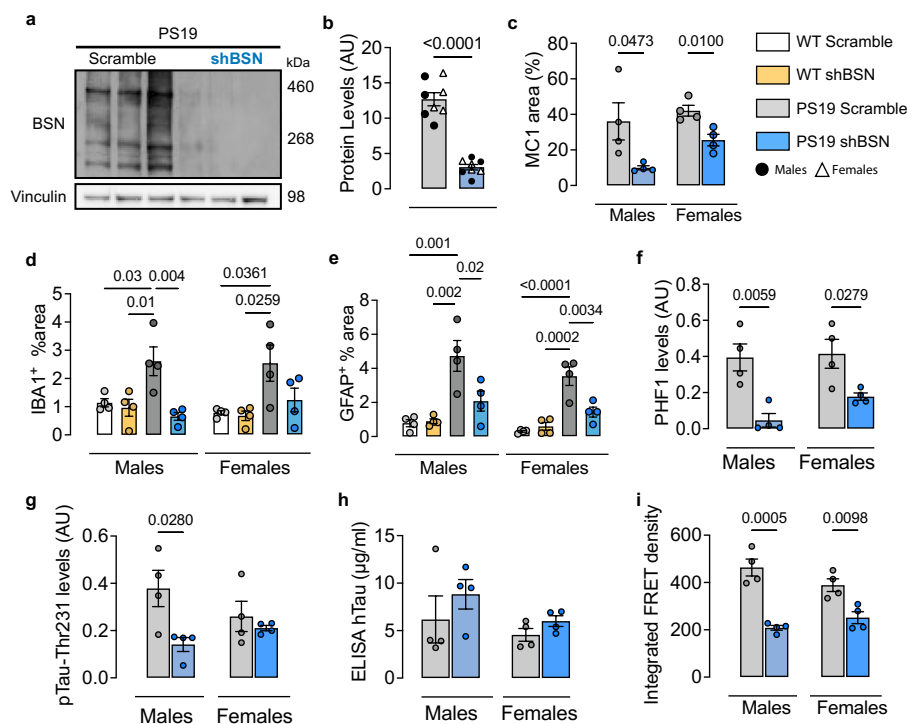 a
PS19
Scramble shBSN
kDa
BSN
460
268
Vinculin
98
b
Protein Levels (AU)
<0.0001
20
15
10
5
0
c
MC1 area (%)
0.0473 0.0100
80
60
40
20
0
Males Females
WT Scramble
WT shBSN
PS19 Scramble
PS19 shBSN
Males Females
d
IBA1+ %area
0.03 0.004
0.01
0.0361
0.0259
5
4
3
2
1
0
Males Females
e
GFAP+ % area
0.001
0.02
0.002
<0.0001
0.0034
0.0002
8
6
4
2
0
Males Females
f
PHF1 levels (AU)
0.0059 0.0279
0.8
0.6
0.4
0.2
0.0
Males Females
g
pTau-Thr231 levels (AU)
0.0280
0.6
0.4
0.2
0.0
Males Females
h
ELISA hTau (μg/ml)
15
10
5
0
Males Females
i
Integrated FRET density
0.0005 0.0098
600
400
200
0
Males Females